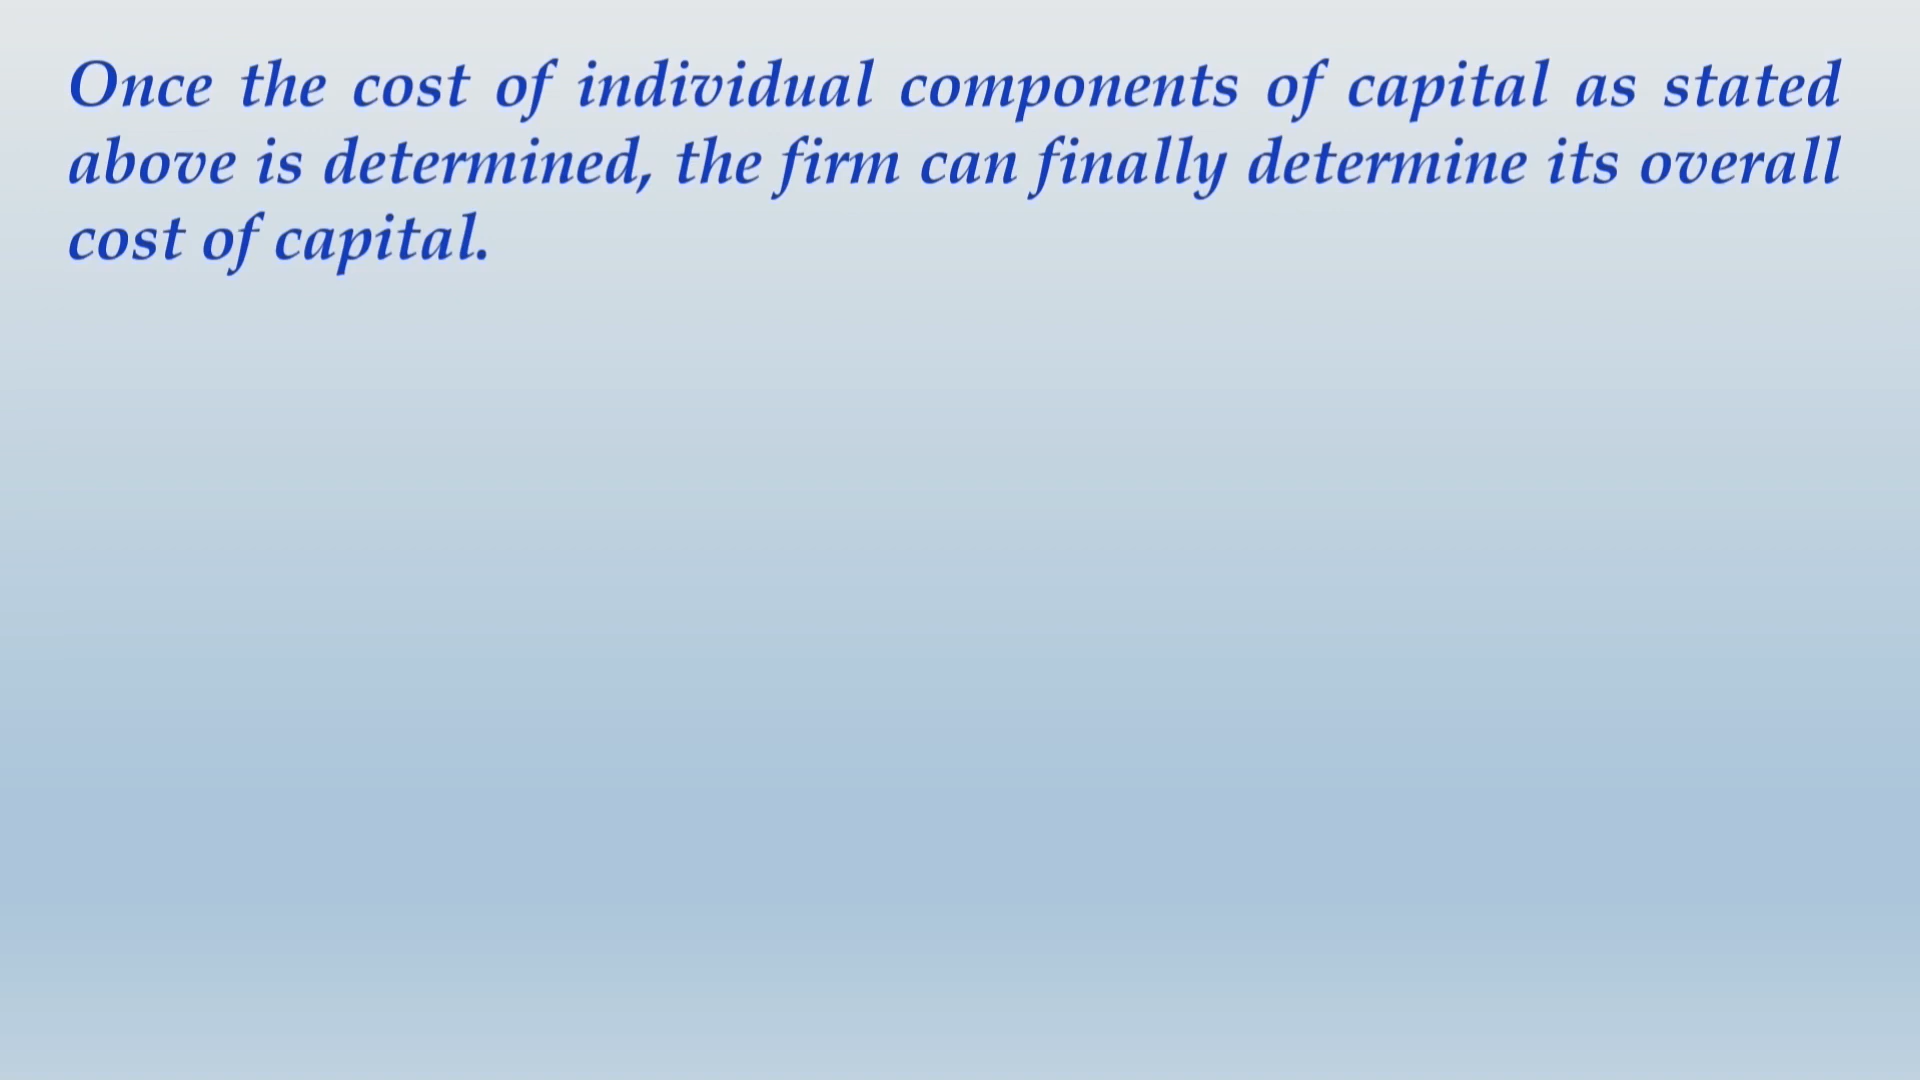 Once the cost of individual components of capital as stated
above is determined, the firm can finally determine its overall
cost of capital.